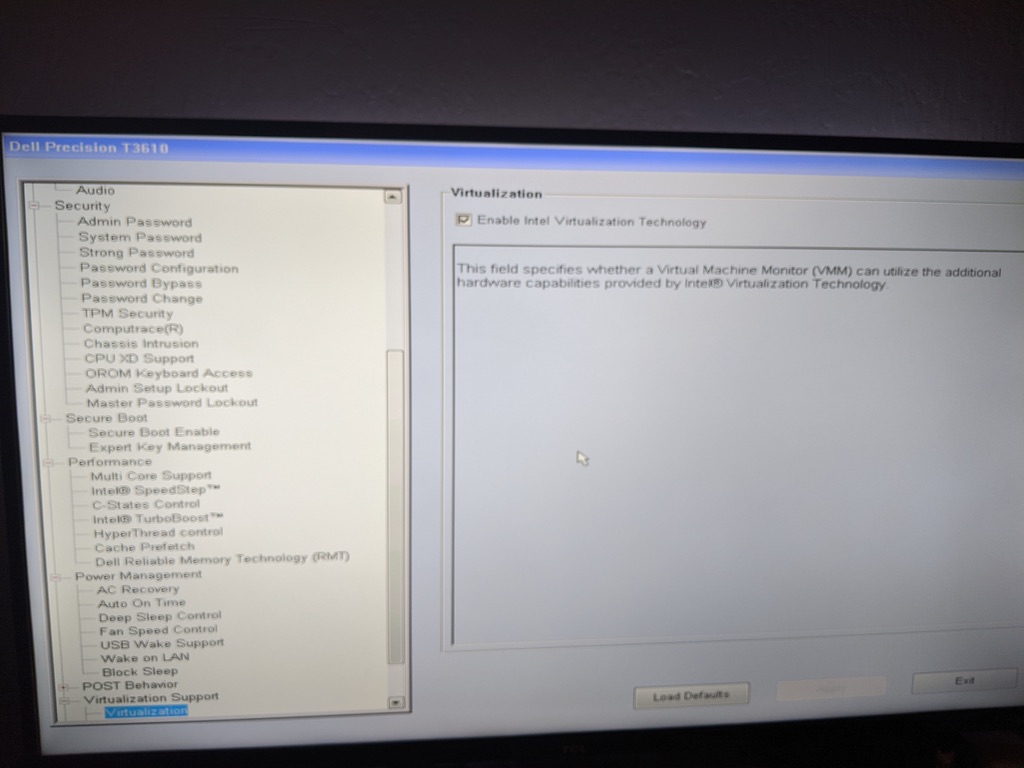 Dell Precision T3610
Audio
Security
Admin Password
System Password
Strong Password
Password Configuration
Password Bypass
Password Change
TPM Security
Computrace(R)
Chassis Intrusion
CPU XD Support
OROM Keyboard Access
Admin Setup Lockout
Master Password Lockout
Secure Boot
Secure Boot Enable
Expert Key Management
Performance
Multi Core Support
Intel® SpeedStep™
C-States Control
Intel® TurboBoost™
HyperThread control
Cache Prefetch
Dell Reliable Memory Technology (RMT)
Power Management
AC Recovery
Auto On Time
Deep Sleep Control
Fan Speed Control
USB Wake Support
Wake on LAN
Block Sleep
POST Behavior
Virtualization Support
Virtualization
Virtualization
Enable Intel Virtualization Technology
This field specifies whether a Virtual Machine Monitor (VMM) can utilize the additional
hardware capabilities provided by Intel® Virtualization Technology.
Load Defaults
Apply
Exit
TCL